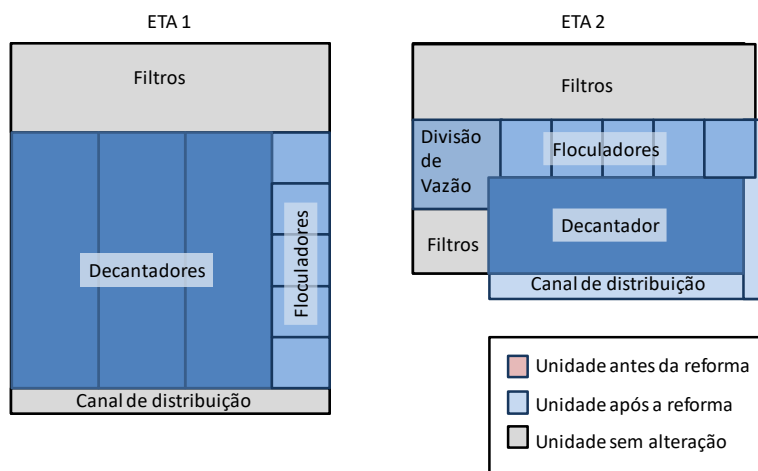 ETA 1
Filtros
Decantadores
Floculadores
Canal de distribuição
ETA 2
Filtros
Divisão
de
Vazão
Floculadores
Filtros
Decantador
Canal de distribuição
Unidade antes da reforma
Unidade após a reforma
Unidade sem alteração